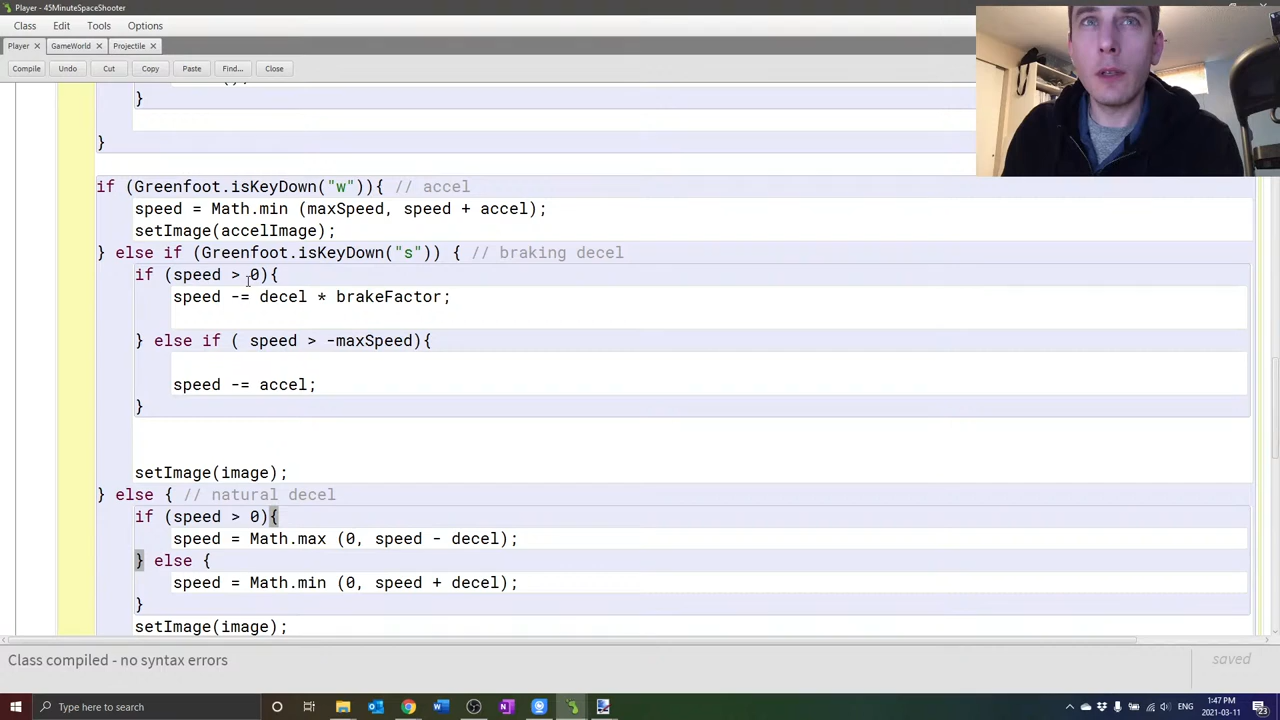 Player - 45MinuteSpaceShooter
Class Edit Tools Options
Player × GameWorld × Projectile ×
Compile Undo Cut Copy Paste Find... Close
}
}
if (Greenfoot.isKeyDown("w")){ // accel
speed = Math.min (maxSpeed, speed + accel);
setImage(accelImage);
} else if (Greenfoot.isKeyDown("s")) { // braking decel
if (speed > 0){
speed -= decel * brakeFactor;
} else if ( speed > -maxSpeed){
speed -= accel;
}
setImage(image);
} else { // natural decel
if (speed > 0){
speed = Math.max (0, speed - decel);
} else {
speed = Math.min (0, speed + decel);
}
setImage(image);
Class compiled - no syntax errors
saved
Type here to search
1:47 PM
2021-03-11
23